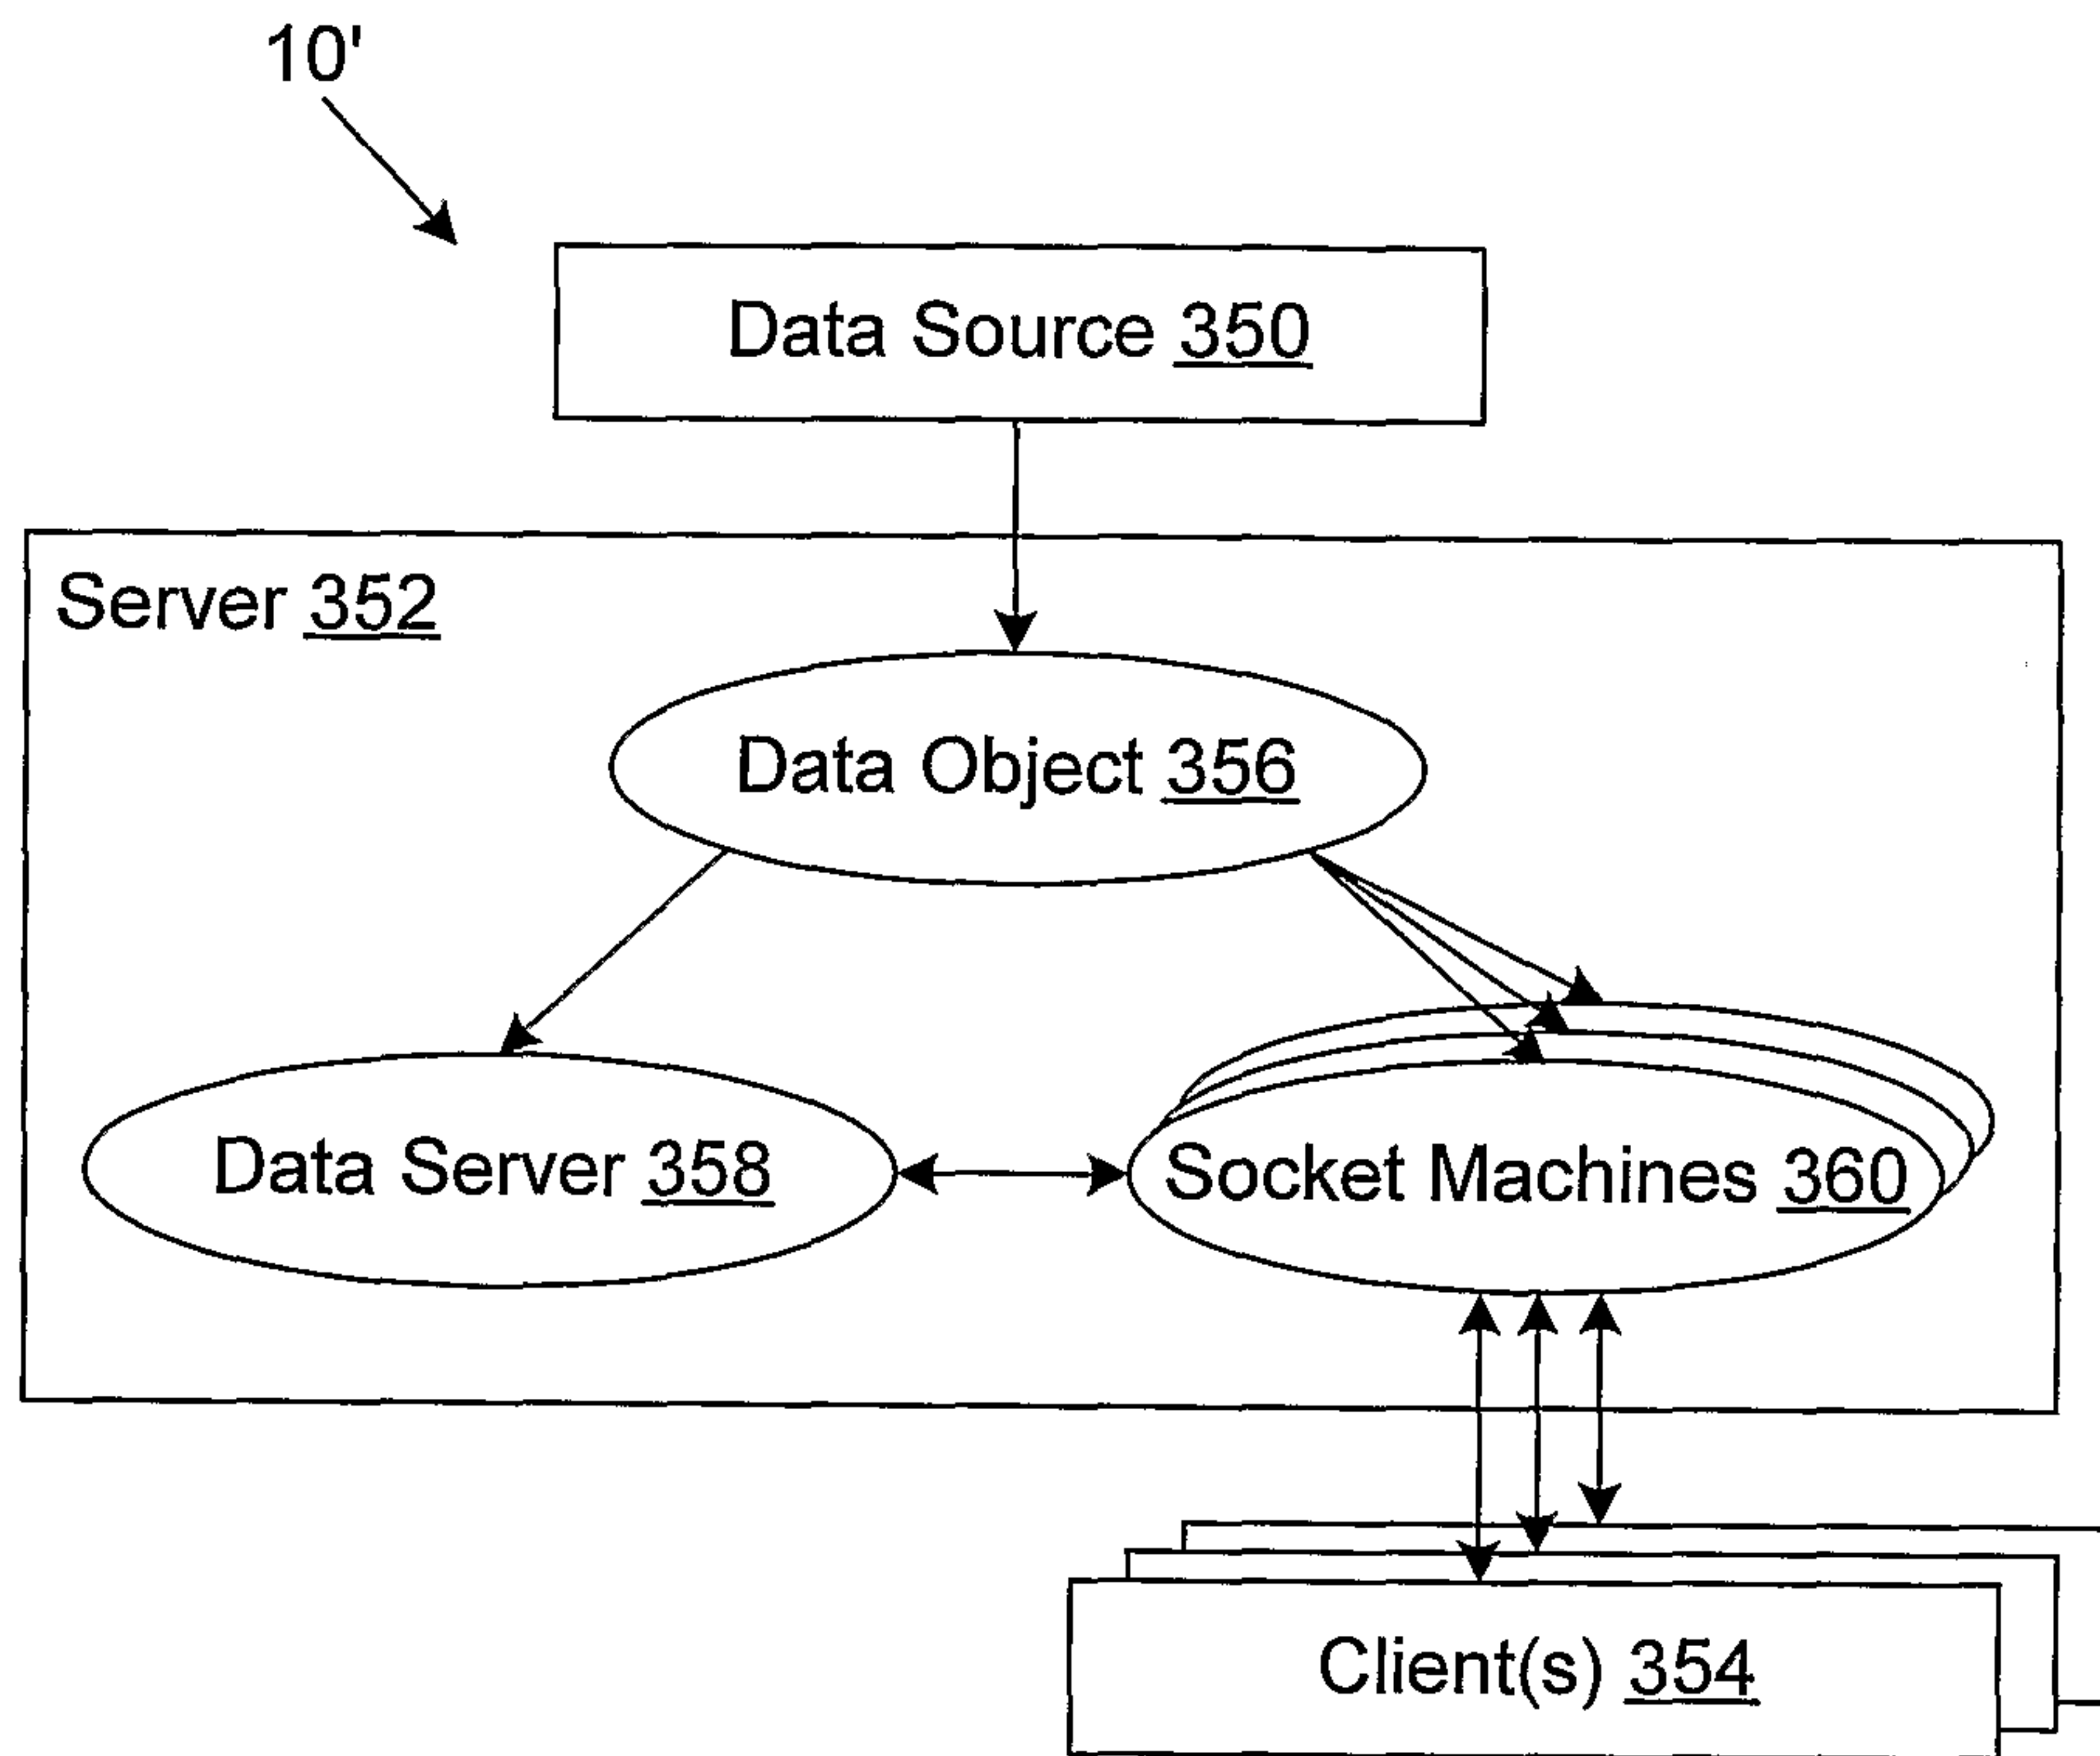 10'
Data Source 350
Server 352
Data Object 356
Data Server 358
Socket Machines 360
Client(s) 354